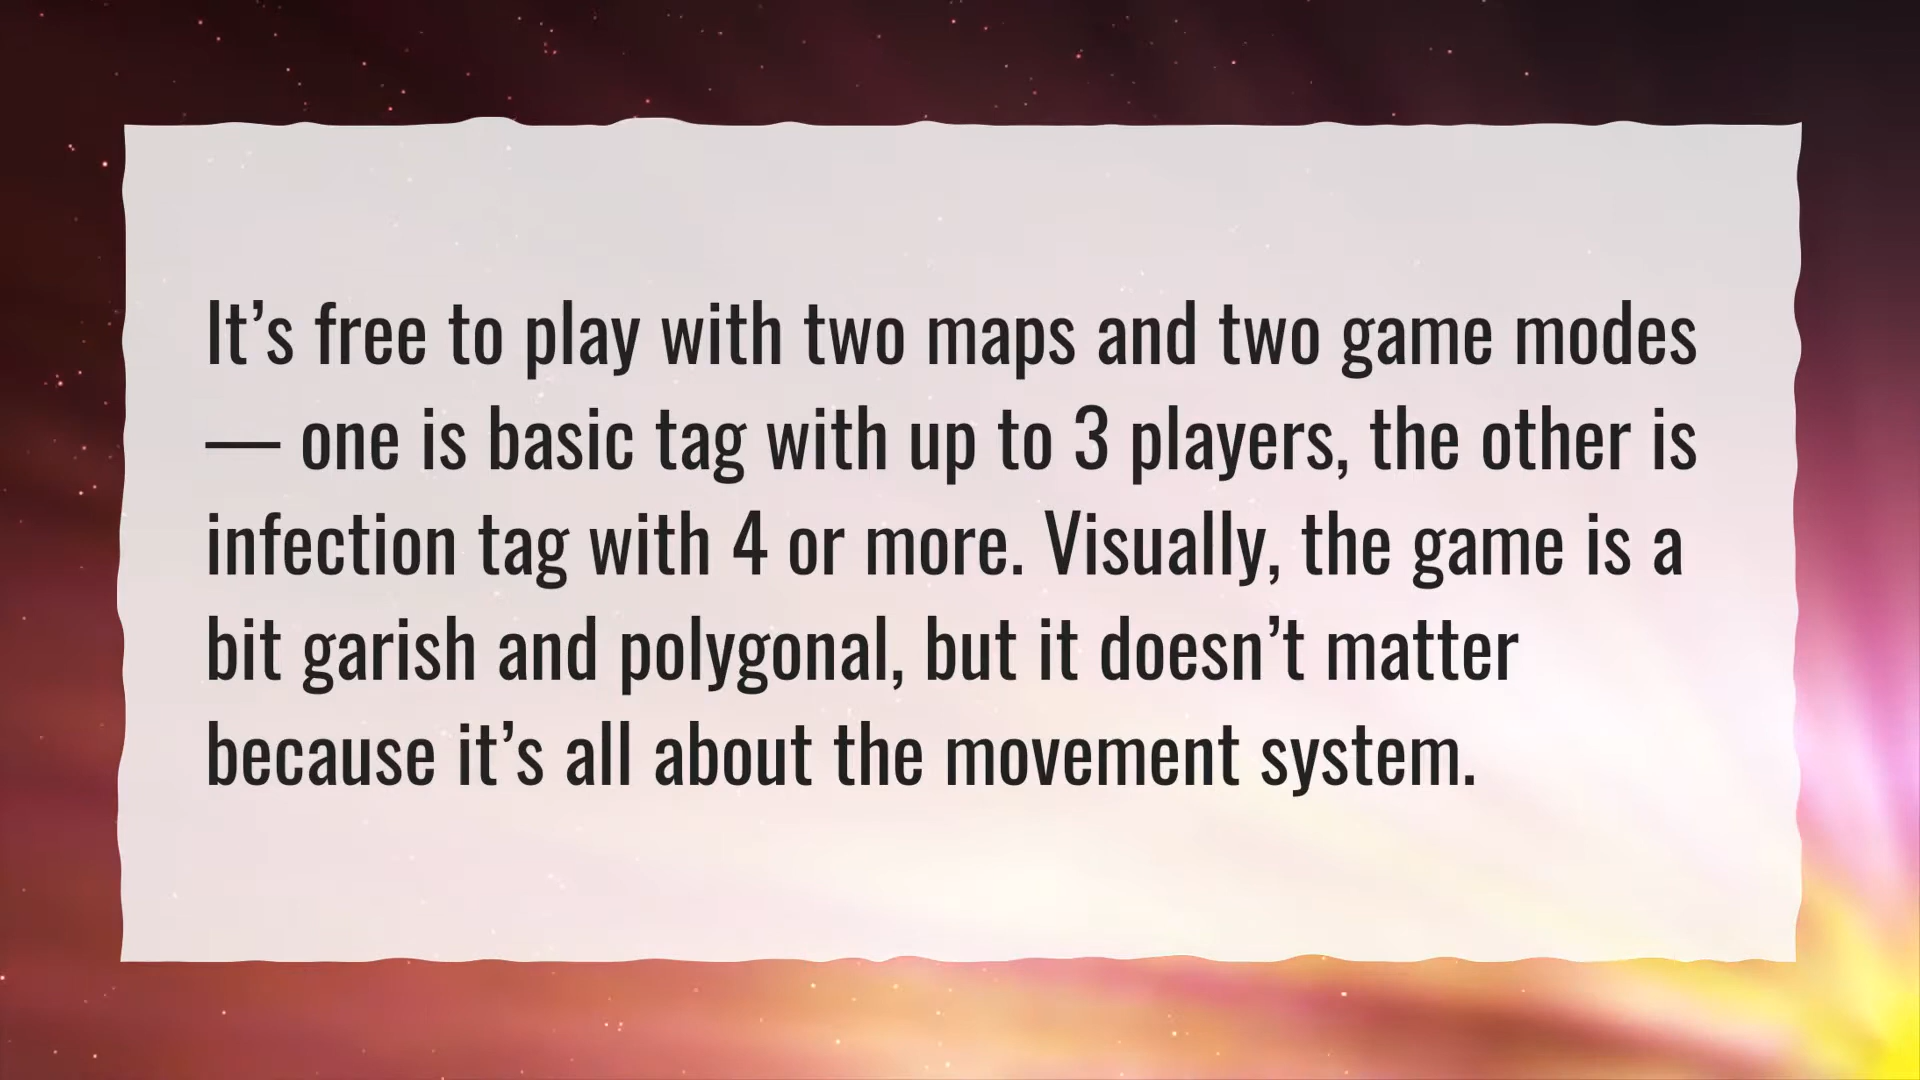 It’s free to play with two maps and two game modes
— one is basic tag with up to 3 players, the other is
infection tag with 4 or more. Visually, the game is a
bit garish and polygonal, but it doesn’t matter
because it’s all about the movement system.